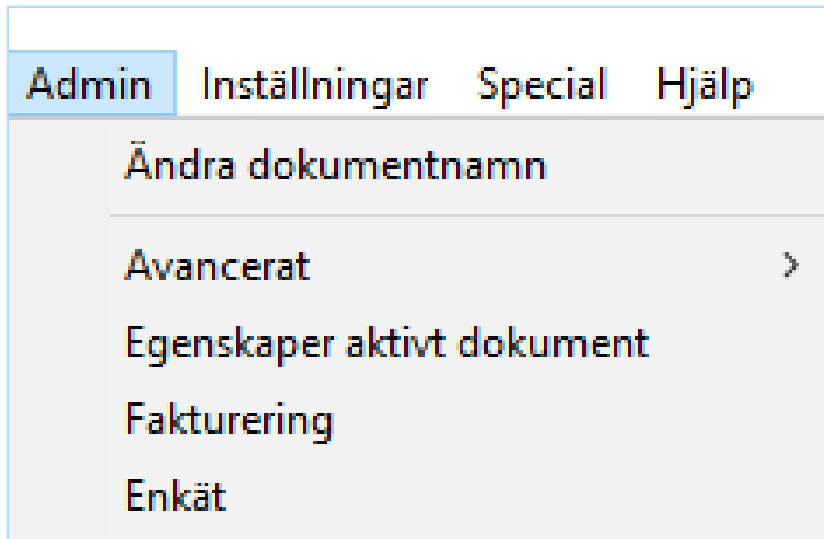 Admin Inställningar Special Hjälp
Ändra dokumentnamn
Avancerat
Egenskaper aktivt dokument
Fakturering
Enkät